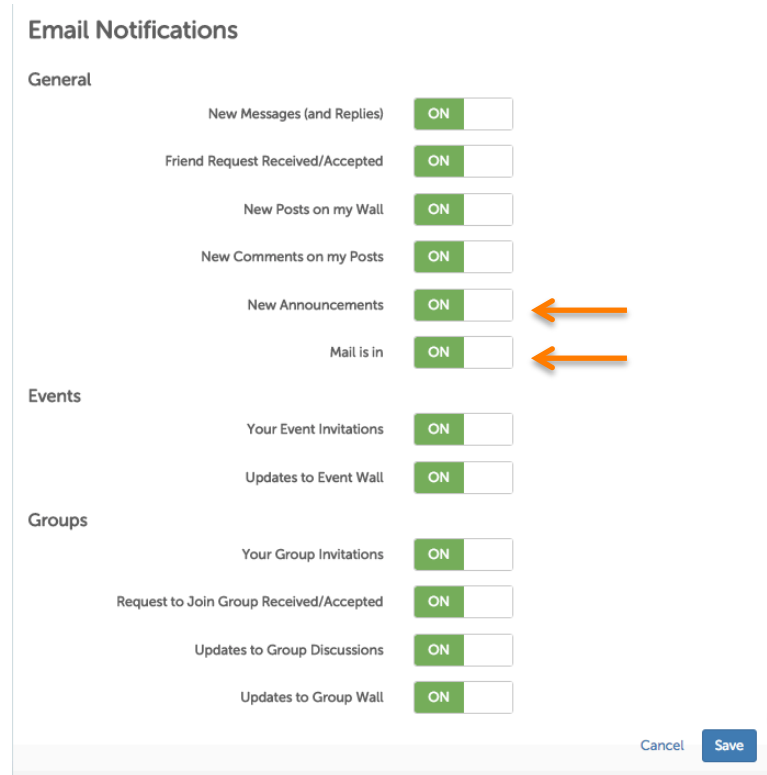 Email Notifications
General
New Messages (and Replies) ON
Friend Request Received/Accepted ON
New Posts on my Wall ON
New Comments on my Posts ON
New Announcements ON
Mail is in ON
Events
Your Event Invitations ON
Updates to Event Wall ON
Groups
Your Group Invitations ON
Request to Join Group Received/Accepted ON
Updates to Group Discussions ON
Updates to Group Wall ON
Cancel Save